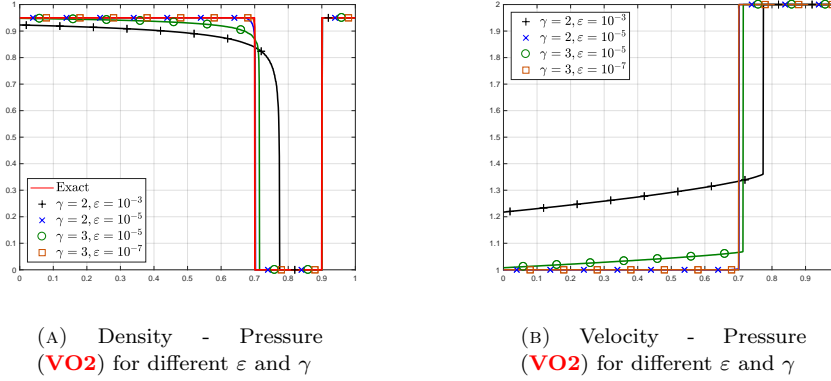 1
0.9
0.8
0.7
0.6
0.5
0.4
0.3
0.2
0.1
0
Exact
γ = 2, ε = 10⁻³
γ = 2, ε = 10⁻⁵
γ = 3, ε = 10⁻⁵
γ = 3, ε = 10⁻⁷
0 0.1 0.2 0.3 0.4 0.5 0.6 0.7 0.8 0.9 1
(A) Density - Pressure
(VO2) for different ε and γ
2
1.9
1.8
1.7
1.6
1.5
1.4
1.3
1.2
1.1
1
γ = 2, ε = 10⁻³
γ = 2, ε = 10⁻⁵
γ = 3, ε = 10⁻⁵
γ = 3, ε = 10⁻⁷
0 0.1 0.2 0.3 0.4 0.5 0.6 0.7 0.8 0.9
(B) Velocity - Pressure
(VO2) for different ε and γ